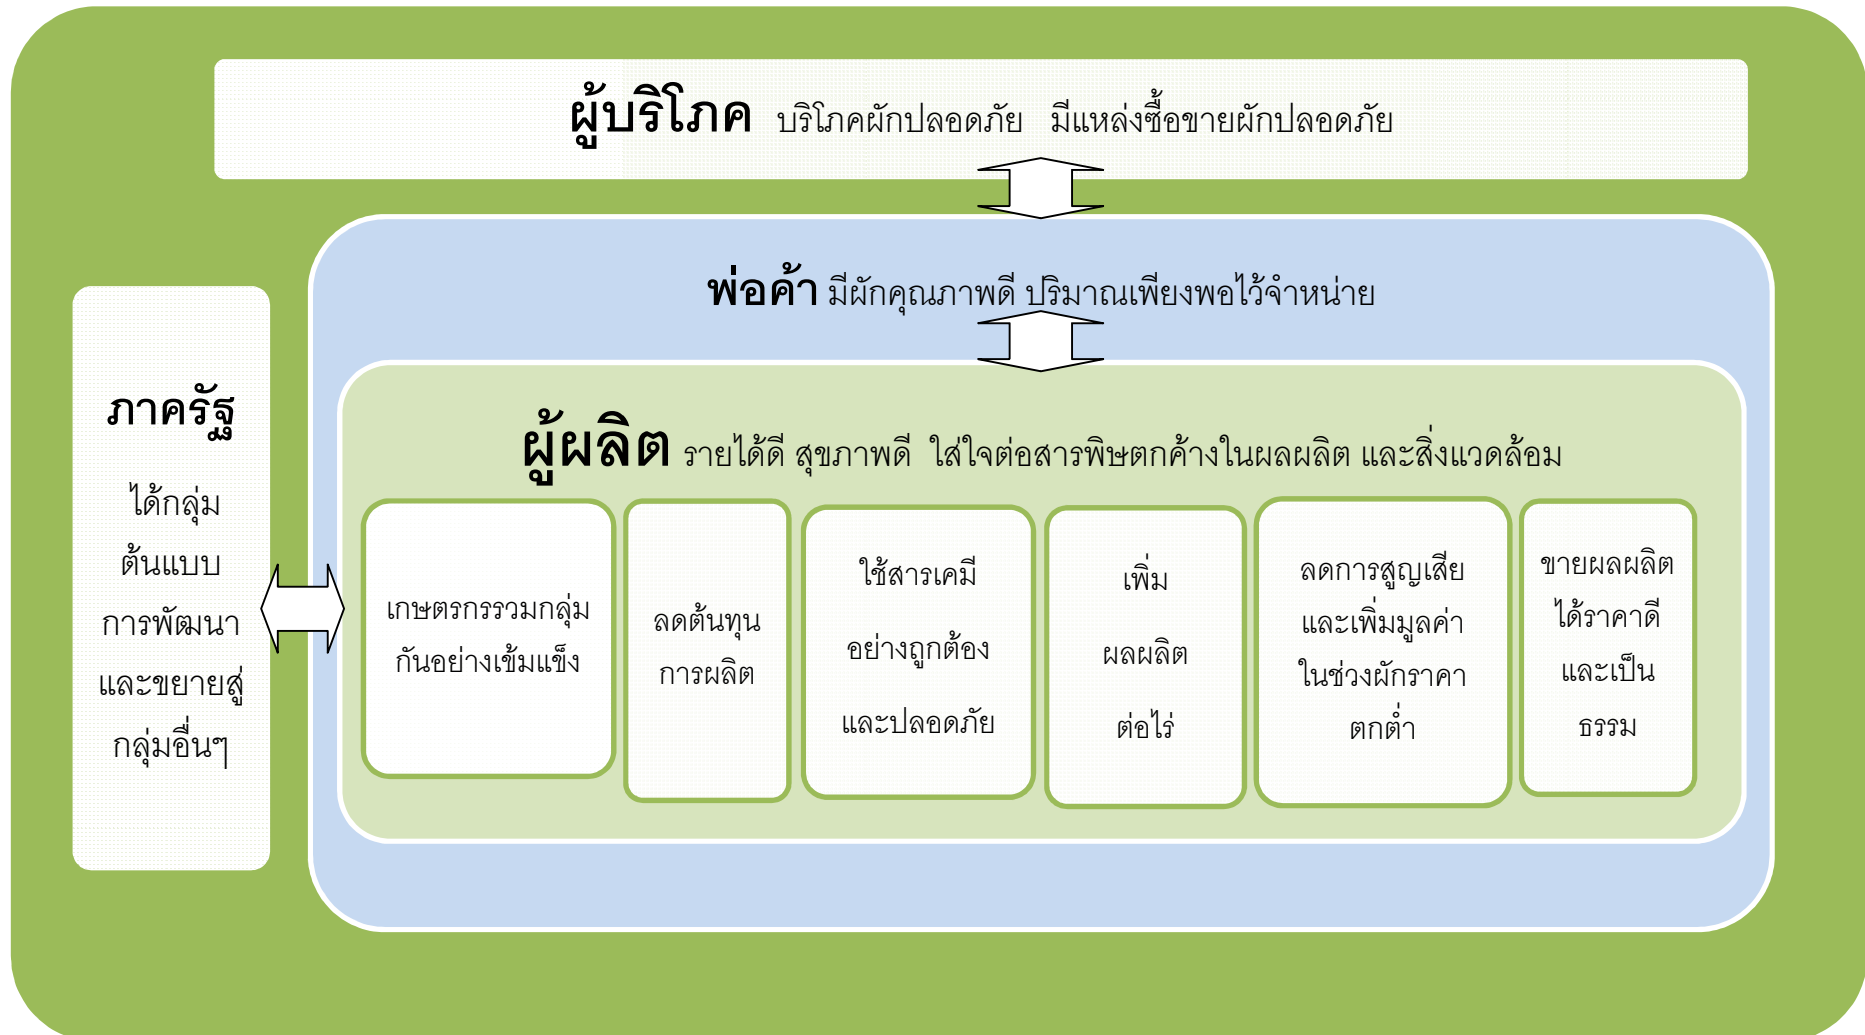 ผู้บริโภค บริโภคผักปลอดภัย มีแหล่งซื้อขายผักปลอดภัย
พ่อค้า มีผักคุณภาพดี ปริมาณเพียงพอไว้จำหน่าย
ภาครัฐ
ได้กลุ่ม
ต้นแบบ
การพัฒนา
และขยายสู่
กลุ่มอื่นๆ
ผู้ผลิต รายได้ดี สุขภาพดี ใส่ใจต่อสารพิษตกค้างในผลผลิต และสิ่งแวดล้อม
เกษตรกรรวมกลุ่ม
กันอย่างเข้มแข็ง
ลดต้นทุน
การผลิต
ใช้สารเคมี
อย่างถูกต้อง
และปลอดภัย
เพิ่ม
ผลผลิต
ต่อไร่
ลดการสูญเสีย
และเพิ่มมูลค่า
ในช่วงผักราคา
ตกต่ำ
ขายผลผลิต
ได้ราคาดี
และเป็น
ธรรม